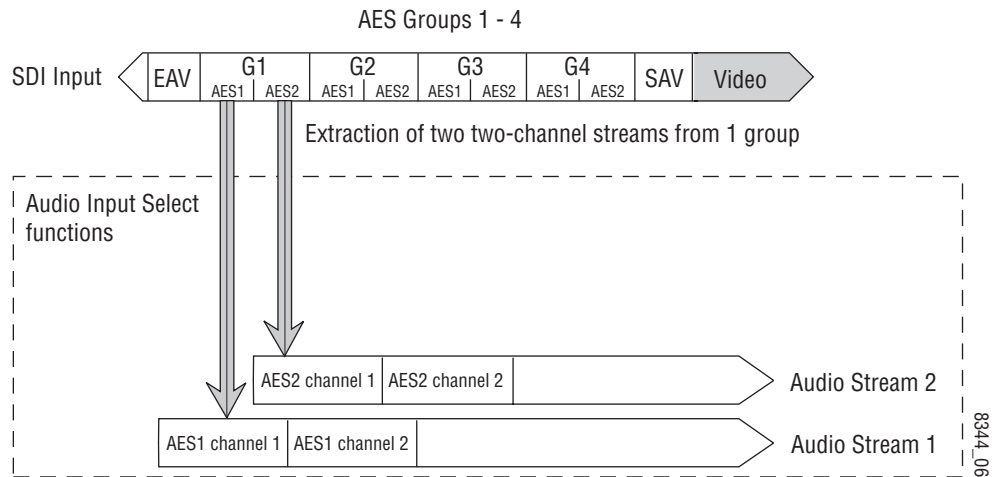 AES Groups 1 - 4
SDI Input
EAV
G1
G2
G3
G4
SAV
Video
AES1
AES2
AES1
AES2
AES1
AES2
AES1
AES2
Extraction of two two-channel streams from 1 group
Audio Input Select
functions
AES2 channel 1
AES2 channel 2
Audio Stream 2
AES1 channel 1
AES1 channel 2
Audio Stream 1
8344_06